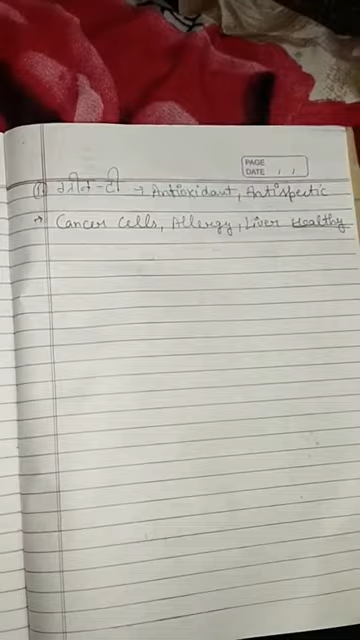 PAGE
DATE / /
① ग्रीन-टी → Antioxidant, Antispectic
→ Cancer Cells, Allergy, Liver Healthy